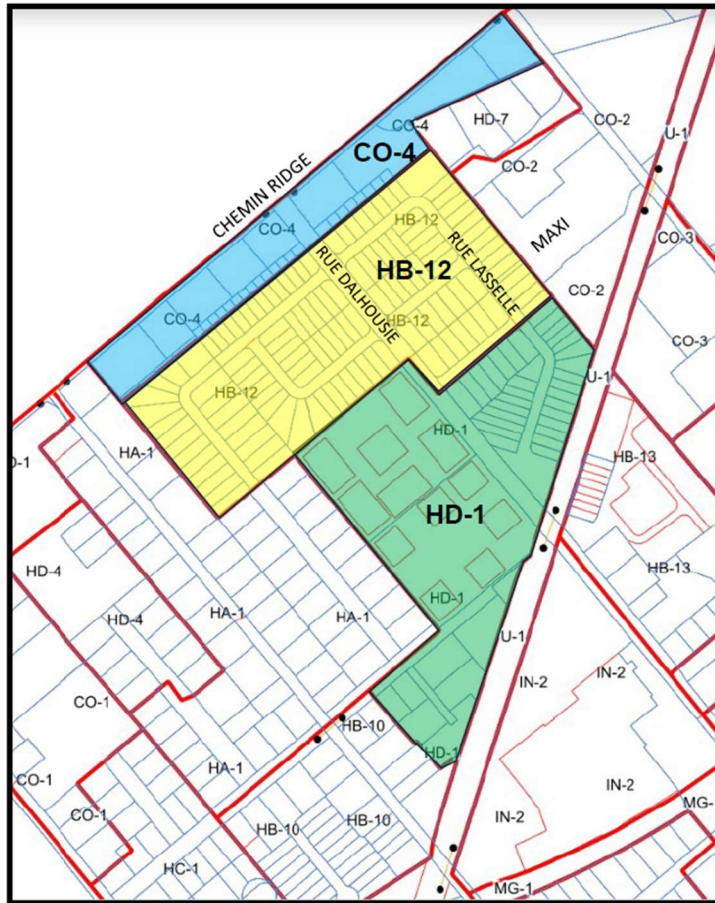 CO-4
HD-7
CO-2
U-1
CO-4
CO-2
CHEMIN RIDGE
CO-4
HB-12
MAXI
CO-3
RUE LASSELLE
RUE DALHOUSIE
HB-12
CO-2
CO-4
HB-12
CO-3
U-1
HB-12
HA-1
HD-1
HB-13
HD-1
HD-4
HB-13
HD-1
HD-4
HA-1
HA-1
U-1
IN-2
IN-2
CO-1
HB-10
HD-1
HA-1
CO-1
IN-2
MG-
CO-1
IN-2
HB-10
HB-10
HC-1
MG-1